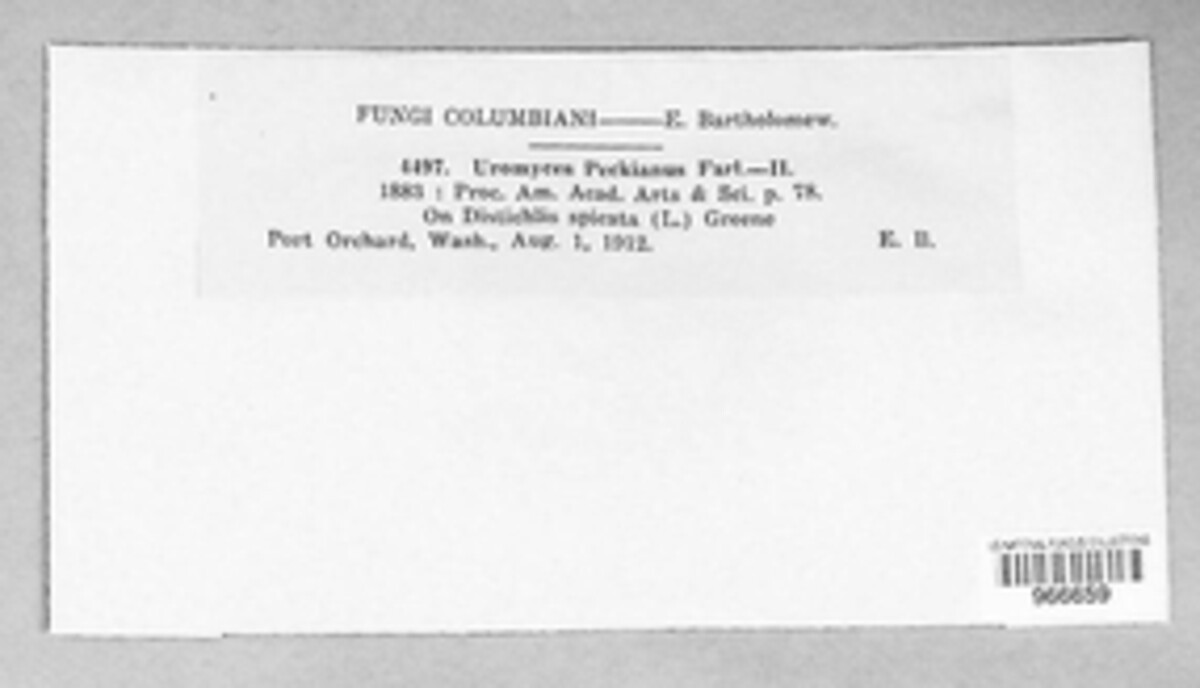 FUNGI COLUMBIANI——E. Bartholomew.
4497. Uromyces Peckianus Farl.—II.
1883 : Proc. Am. Acad. Arts & Sci. p. 78.
On Distichlis spicata (L.) Greene
Port Orchard, Wash., Aug. 1, 1912. E. B.
966659